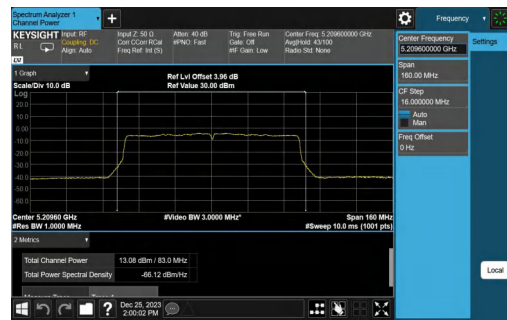 Spectrum Analyzer 1
Channel Power
Frequency
KEYSIGHT
Input: RF
Coupling: DC
Align: Auto
RL
LV
Input Z: 50 Ω
Corr CCorr RCal
Freq Ref: Int (S)
Atten: 40 dB
#PNO: Fast
Trig: Free Run
Gate: Off
#IF Gain: Low
Center Freq: 5.209600000 GHz
Avg|Hold: 43/100
Radio Std: None
Center Frequency
5.209600000 GHz
Settings
Span
160.00 MHz
CF Step
16.000000 MHz
Auto
Man
Freq Offset
0 Hz
1 Graph
Scale/Div 10.0 dB
Ref Lvl Offset 3.96 dB
Ref Value 30.00 dBm
Log
20.0
10.0
0.00
-10.0
-20.0
-30.0
-40.0
-50.0
-60.0
Center 5.20960 GHz
#Video BW 3.0000 MHz*
Span 160 MHz
#Res BW 1.0000 MHz
#Sweep 10.0 ms (1001 pts)
2 Metrics
Total Channel Power
13.08 dBm / 83.0 MHz
Total Power Spectral Density
-66.12 dBm/Hz
Local
?
Dec 25, 2023
2:00:02 PM